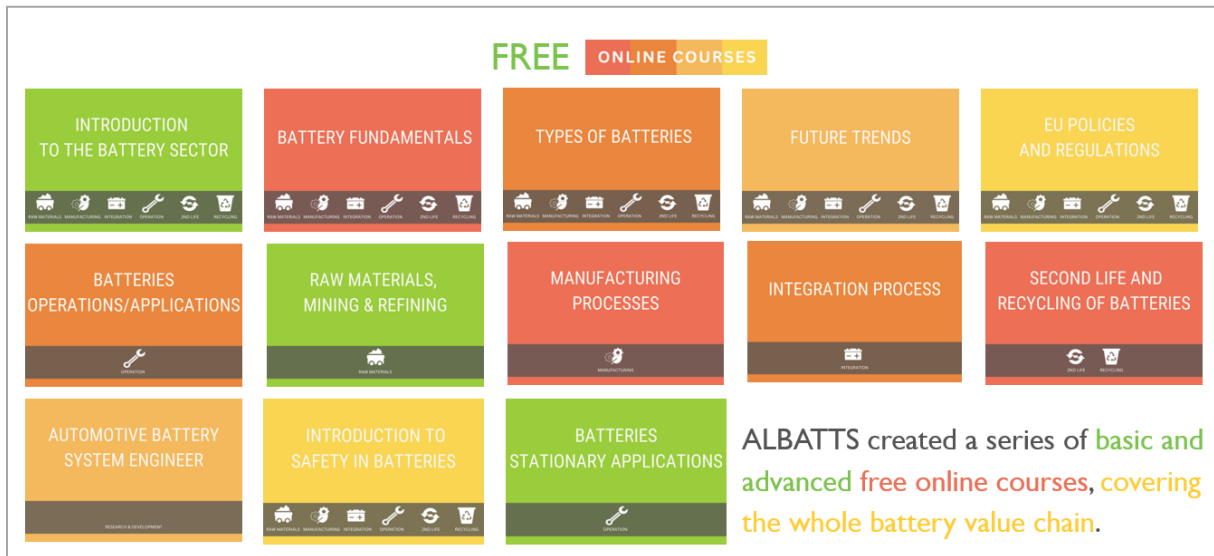 FREE ONLINE COURSES
INTRODUCTION
TO THE BATTERY SECTOR
RAW MATERIALS MANUFACTURING INTEGRATION OPERATION 2ND LIFE RECYCLING
BATTERY FUNDAMENTALS
RAW MATERIALS MANUFACTURING INTEGRATION OPERATION 2ND LIFE RECYCLING
TYPES OF BATTERIES
RAW MATERIALS MANUFACTURING INTEGRATION OPERATION 2ND LIFE RECYCLING
FUTURE TRENDS
RAW MATERIALS MANUFACTURING INTEGRATION OPERATION 2ND LIFE RECYCLING
EU POLICIES
AND REGULATIONS
RAW MATERIALS MANUFACTURING INTEGRATION OPERATION 2ND LIFE RECYCLING
BATTERIES
OPERATIONS/APPLICATIONS
OPERATION
RAW MATERIALS,
MINING & REFINING
RAW MATERIALS
MANUFACTURING
PROCESSES
MANUFACTURING
INTEGRATION PROCESS
INTEGRATION
SECOND LIFE AND
RECYCLING OF BATTERIES
2ND LIFE RECYCLING
AUTOMOTIVE BATTERY
SYSTEM ENGINEER
RESEARCH & DEVELOPMENT
INTRODUCTION TO
SAFETY IN BATTERIES
RAW MATERIALS MANUFACTURING INTEGRATION OPERATION 2ND LIFE RECYCLING
BATTERIES
STATIONARY APPLICATIONS
OPERATION
ALBATTS created a series of basic and
advanced free online courses, covering
the whole battery value chain.